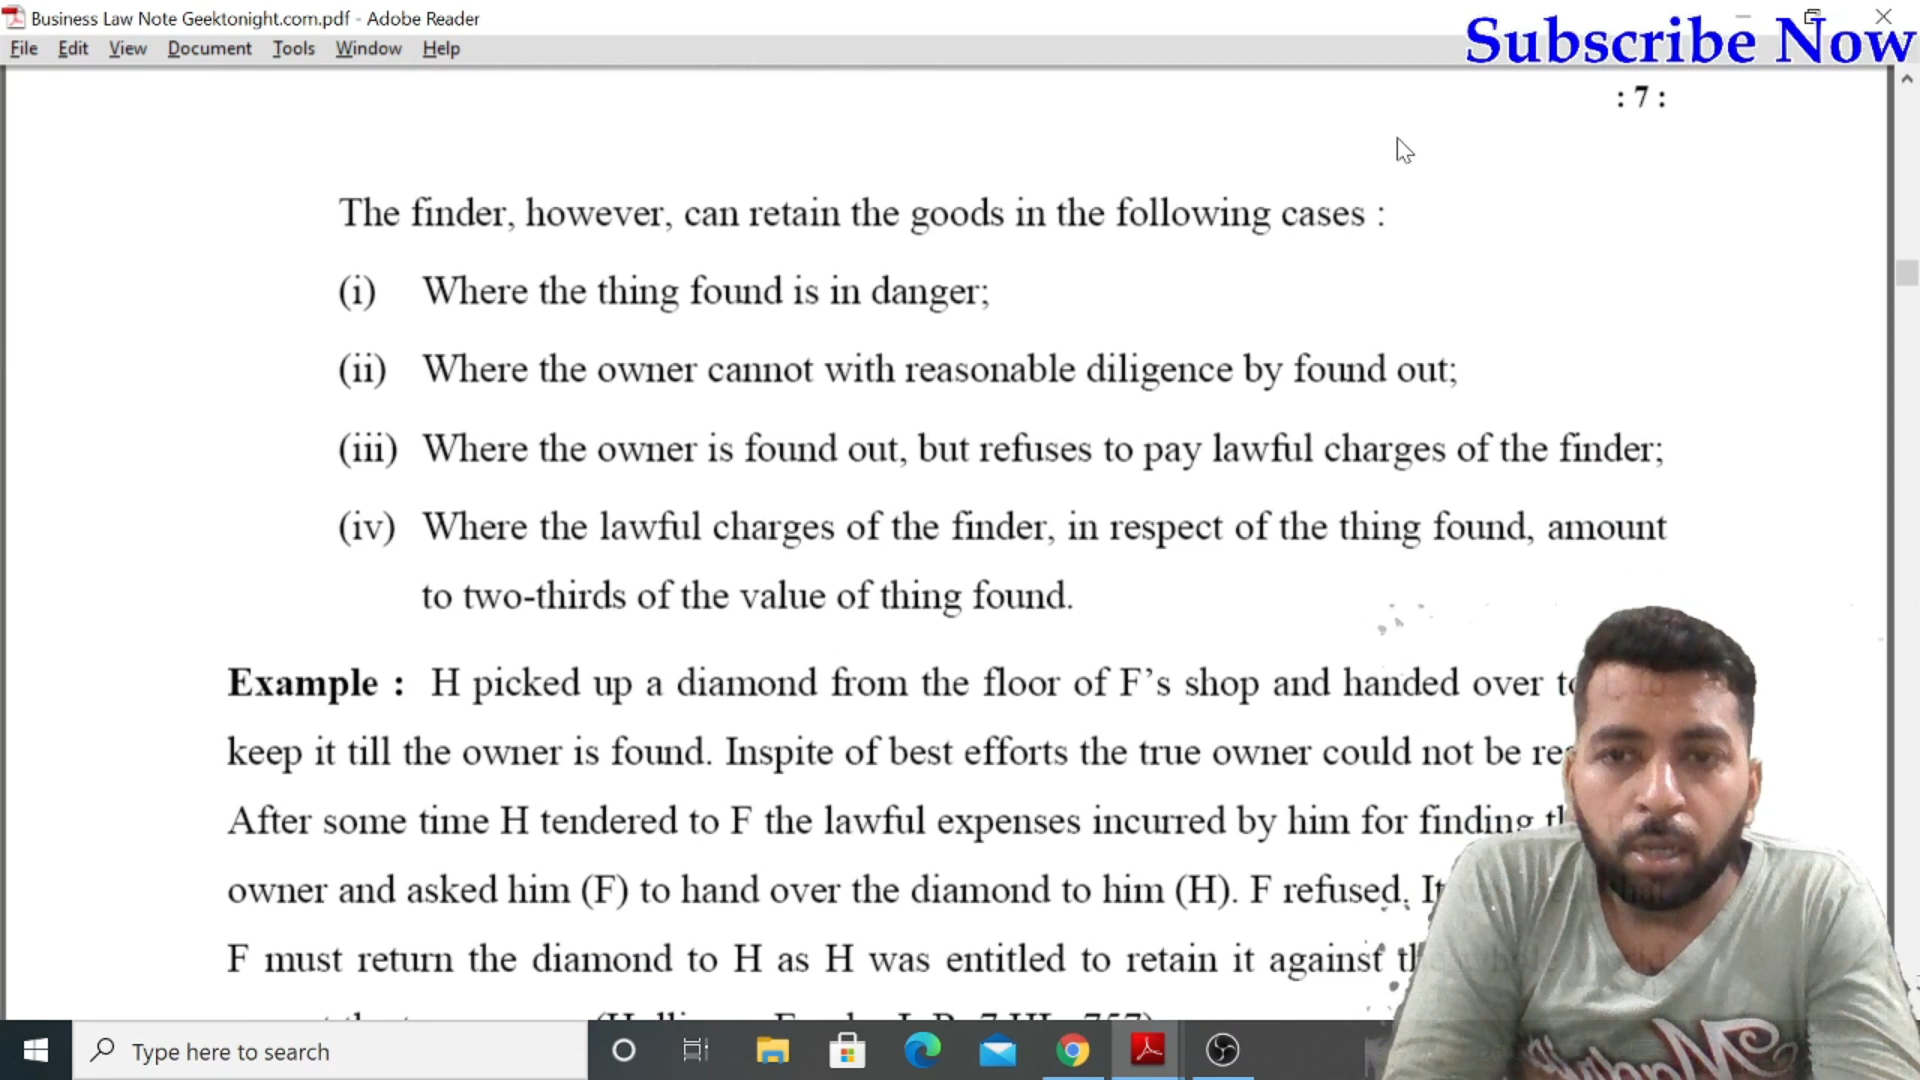 Business Law Note Geektonight.com.pdf - Adobe Reader
Subscribe Now
File Edit View Document Tools Window Help
: 7 :
The finder, however, can retain the goods in the following cases :
(i) Where the thing found is in danger;
(ii) Where the owner cannot with reasonable diligence by found out;
(iii) Where the owner is found out, but refuses to pay lawful charges of the finder;
(iv) Where the lawful charges of the finder, in respect of the thing found, amount
to two-thirds of the value of thing found.
Example : H picked up a diamond from the floor of F's shop and handed over
keep it till the owner is found. Inspite of best efforts the true owner could not be
After some time H tendered to F the lawful expenses incurred by him for finding
owner and asked him (F) to hand over the diamond to him (H). F refused. It
F must return the diamond to H as H was entitled to retain it against
Type here to search